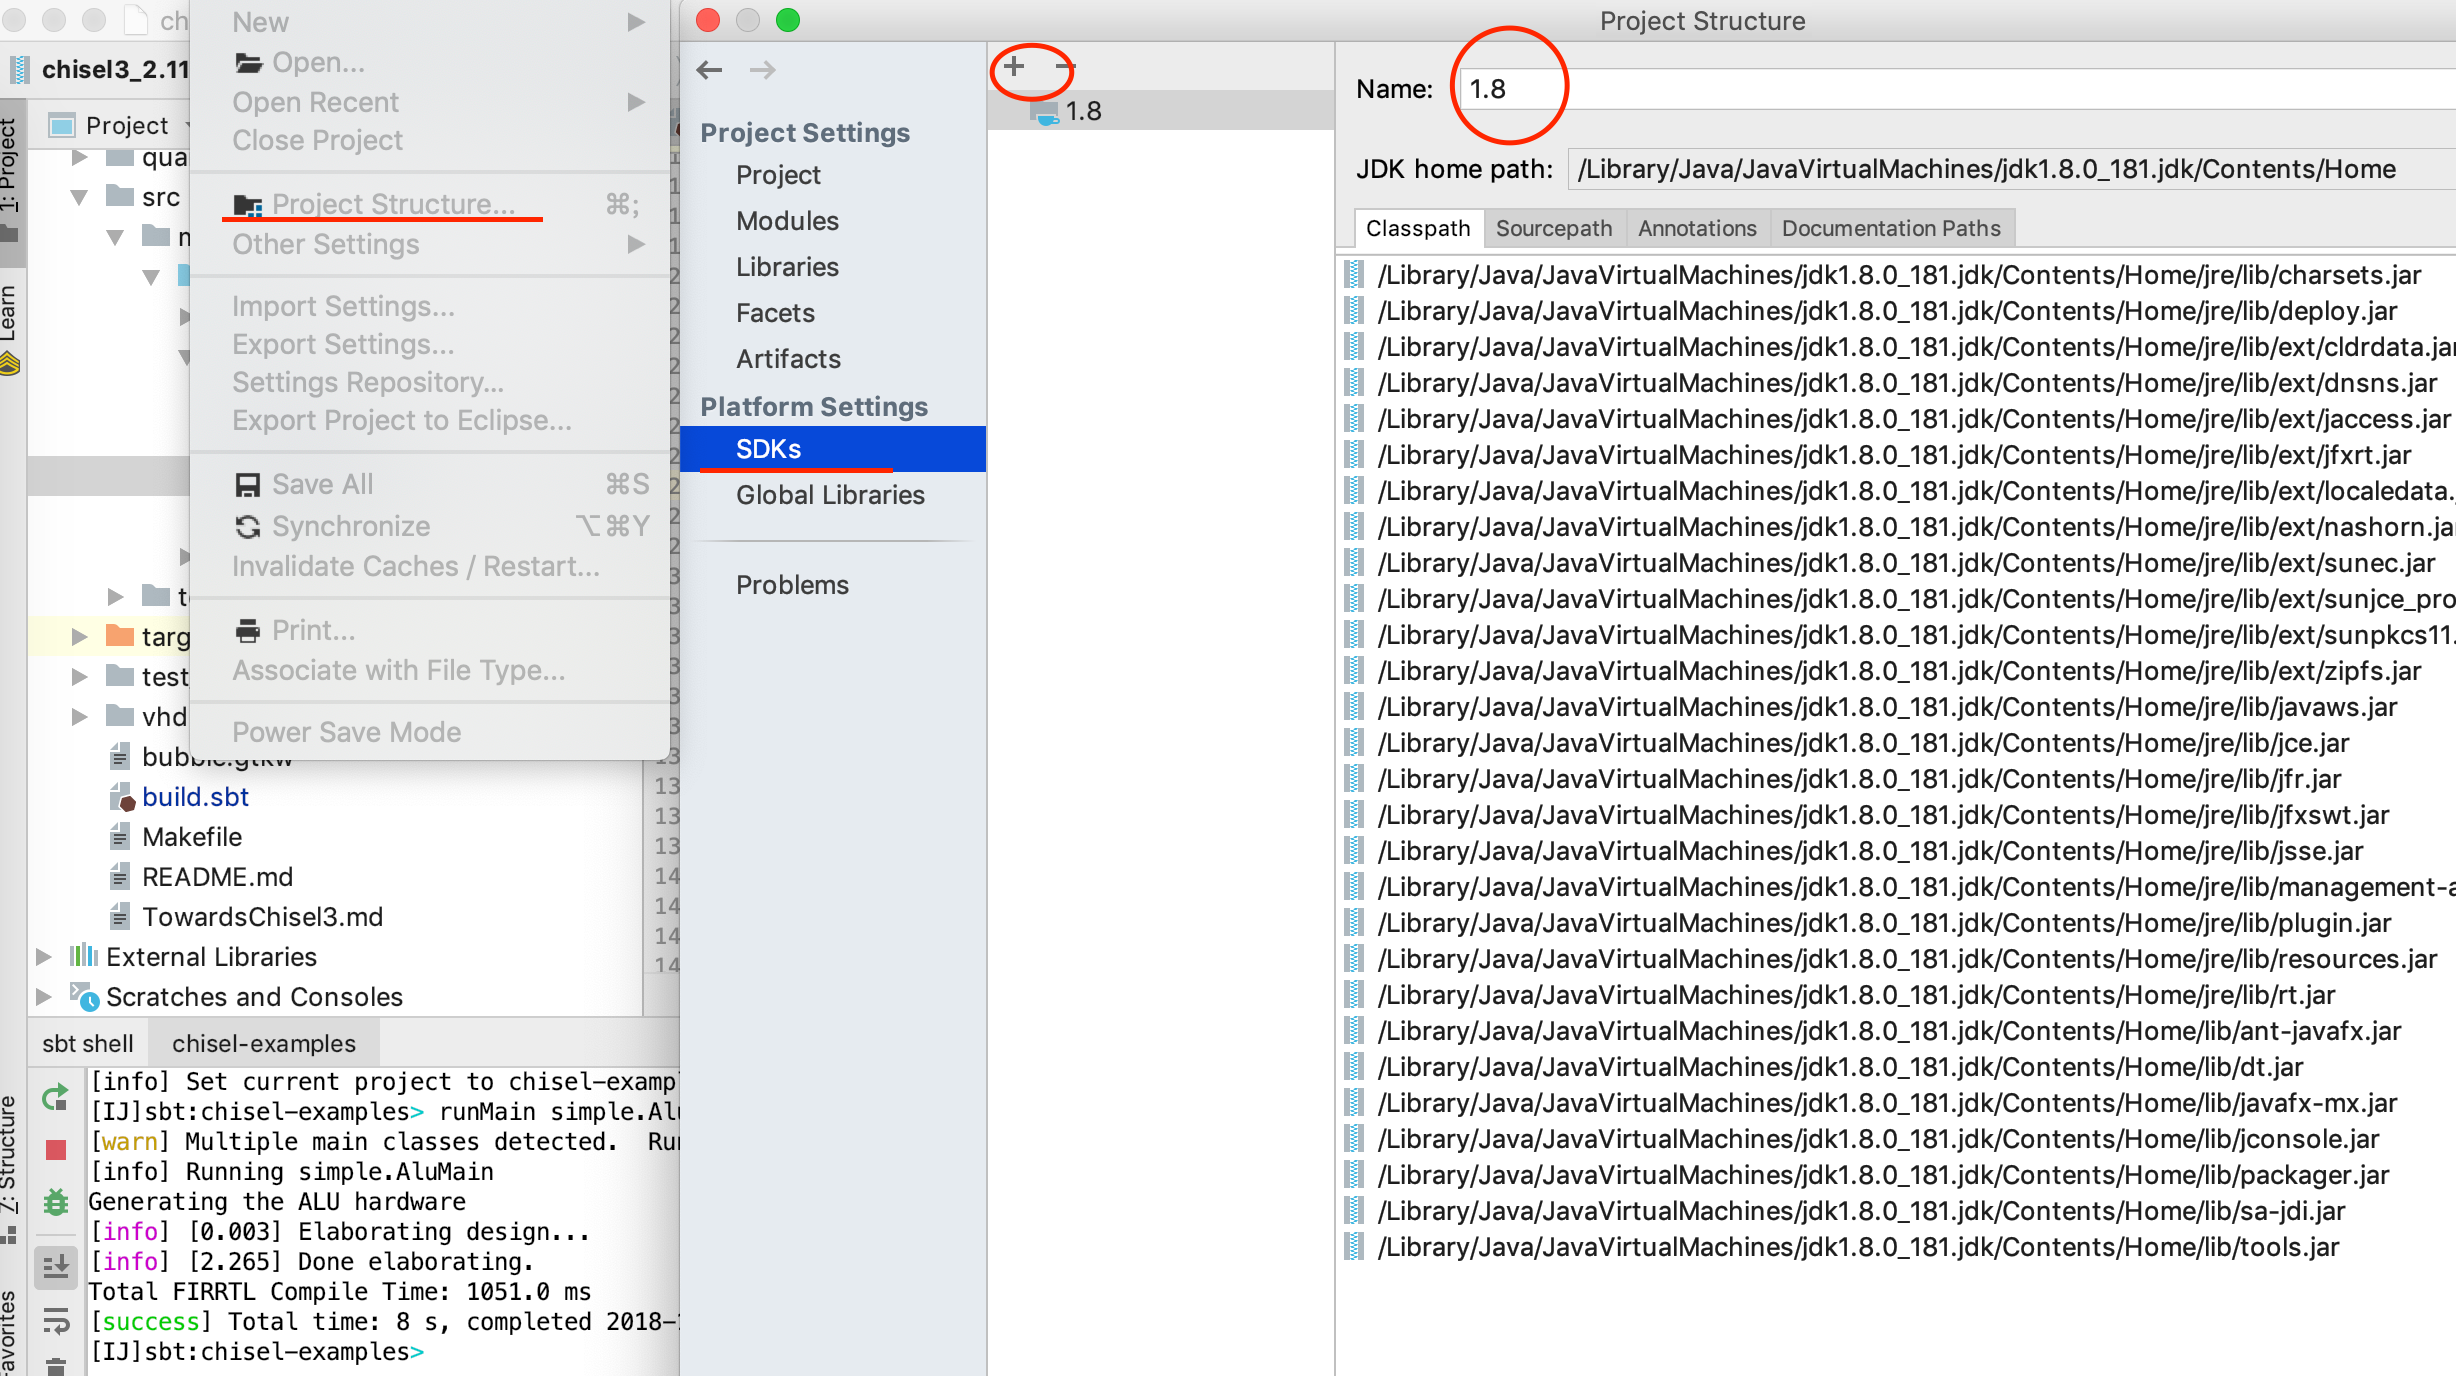 ch
chisel3_2.11
Project
1: Project
Learn
7: Structure
qua
src
targ
test
vhd
build.sbt
Makefile
README.md
TowardsChisel3.md
External Libraries
Scratches and Consoles
New
Open...
Open Recent
Close Project
Project Structure... ⌘;
Other Settings
Import Settings...
Export Settings...
Settings Repository...
Export Project to Eclipse...
Save All ⌘S
Synchronize ⌥⌘Y
Invalidate Caches / Restart...
Print...
Associate with File Type...
Power Save Mode
sbt shell chisel-examples
[info] Set current project to chisel-examp
[IJ]sbt:chisel-examples> runMain simple.Alu
[warn] Multiple main classes detected. Ru
[info] Running simple.AluMain
Generating the ALU hardware
[info] [0.003] Elaborating design...
[info] [2.265] Done elaborating.
Total FIRRTL Compile Time: 1051.0 ms
[success] Total time: 8 s, completed 2018-
[IJ]sbt:chisel-examples>
Project Structure
Project Settings
Project
Modules
Libraries
Facets
Artifacts
Platform Settings
SDKs
Global Libraries
Problems
1.8
Name: 1.8
JDK home path: /Library/Java/JavaVirtualMachines/jdk1.8.0_181.jdk/Contents/Home
Classpath Sourcepath Annotations Documentation Paths
/Library/Java/JavaVirtualMachines/jdk1.8.0_181.jdk/Contents/Home/jre/lib/charsets.jar
/Library/Java/JavaVirtualMachines/jdk1.8.0_181.jdk/Contents/Home/jre/lib/deploy.jar
/Library/Java/JavaVirtualMachines/jdk1.8.0_181.jdk/Contents/Home/jre/lib/ext/cldrdata.jar
/Library/Java/JavaVirtualMachines/jdk1.8.0_181.jdk/Contents/Home/jre/lib/ext/dnsns.jar
/Library/Java/JavaVirtualMachines/jdk1.8.0_181.jdk/Contents/Home/jre/lib/ext/jaccess.jar
/Library/Java/JavaVirtualMachines/jdk1.8.0_181.jdk/Contents/Home/jre/lib/ext/jfxrt.jar
/Library/Java/JavaVirtualMachines/jdk1.8.0_181.jdk/Contents/Home/jre/lib/ext/localedata.
/Library/Java/JavaVirtualMachines/jdk1.8.0_181.jdk/Contents/Home/jre/lib/ext/nashorn.ja
/Library/Java/JavaVirtualMachines/jdk1.8.0_181.jdk/Contents/Home/jre/lib/ext/sunec.jar
/Library/Java/JavaVirtualMachines/jdk1.8.0_181.jdk/Contents/Home/jre/lib/ext/sunjce_pro
/Library/Java/JavaVirtualMachines/jdk1.8.0_181.jdk/Contents/Home/jre/lib/ext/sunpkcs11.
/Library/Java/JavaVirtualMachines/jdk1.8.0_181.jdk/Contents/Home/jre/lib/ext/zipfs.jar
/Library/Java/JavaVirtualMachines/jdk1.8.0_181.jdk/Contents/Home/jre/lib/javaws.jar
/Library/Java/JavaVirtualMachines/jdk1.8.0_181.jdk/Contents/Home/jre/lib/jce.jar
/Library/Java/JavaVirtualMachines/jdk1.8.0_181.jdk/Contents/Home/jre/lib/jfr.jar
/Library/Java/JavaVirtualMachines/jdk1.8.0_181.jdk/Contents/Home/jre/lib/jfxswt.jar
/Library/Java/JavaVirtualMachines/jdk1.8.0_181.jdk/Contents/Home/jre/lib/jsse.jar
/Library/Java/JavaVirtualMachines/jdk1.8.0_181.jdk/Contents/Home/jre/lib/management-a
/Library/Java/JavaVirtualMachines/jdk1.8.0_181.jdk/Contents/Home/jre/lib/plugin.jar
/Library/Java/JavaVirtualMachines/jdk1.8.0_181.jdk/Contents/Home/jre/lib/resources.jar
/Library/Java/JavaVirtualMachines/jdk1.8.0_181.jdk/Contents/Home/jre/lib/rt.jar
/Library/Java/JavaVirtualMachines/jdk1.8.0_181.jdk/Contents/Home/lib/ant-javafx.jar
/Library/Java/JavaVirtualMachines/jdk1.8.0_181.jdk/Contents/Home/lib/dt.jar
/Library/Java/JavaVirtualMachines/jdk1.8.0_181.jdk/Contents/Home/lib/javafx-mx.jar
/Library/Java/JavaVirtualMachines/jdk1.8.0_181.jdk/Contents/Home/lib/jconsole.jar
/Library/Java/JavaVirtualMachines/jdk1.8.0_181.jdk/Contents/Home/lib/packager.jar
/Library/Java/JavaVirtualMachines/jdk1.8.0_181.jdk/Contents/Home/lib/sa-jdi.jar
/Library/Java/JavaVirtualMachines/jdk1.8.0_181.jdk/Contents/Home/lib/tools.jar